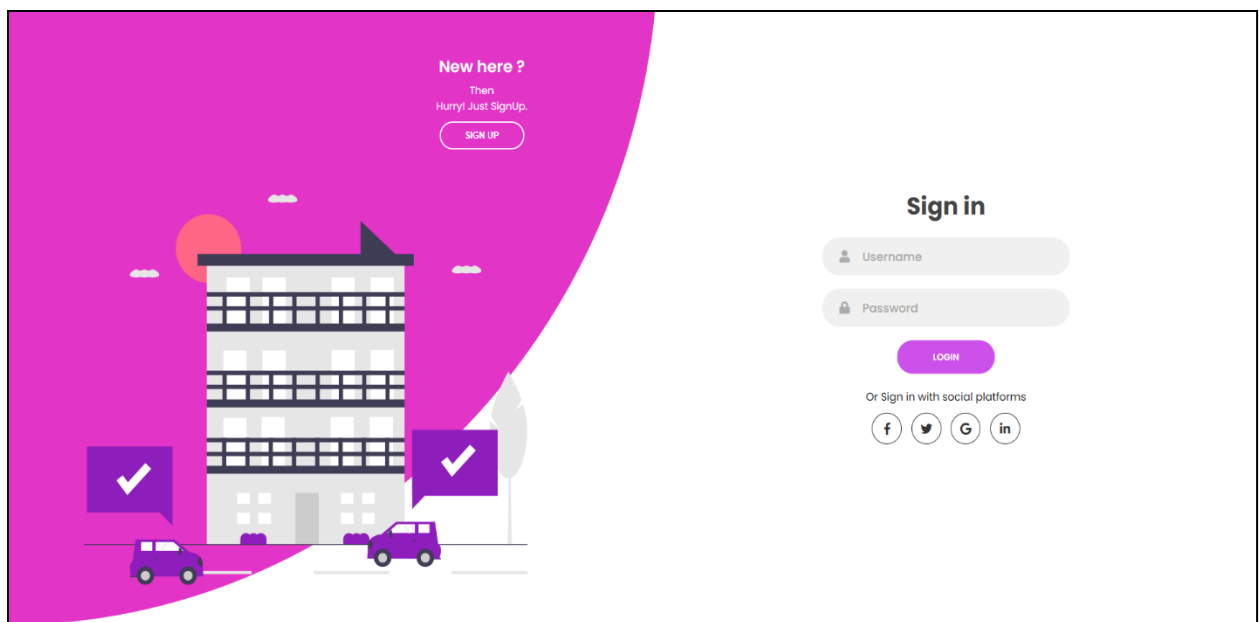 New here ?
Then
Hurry! Just SignUp.
SIGN UP
Sign in
Username
Password
LOGIN
Or Sign in with social platforms